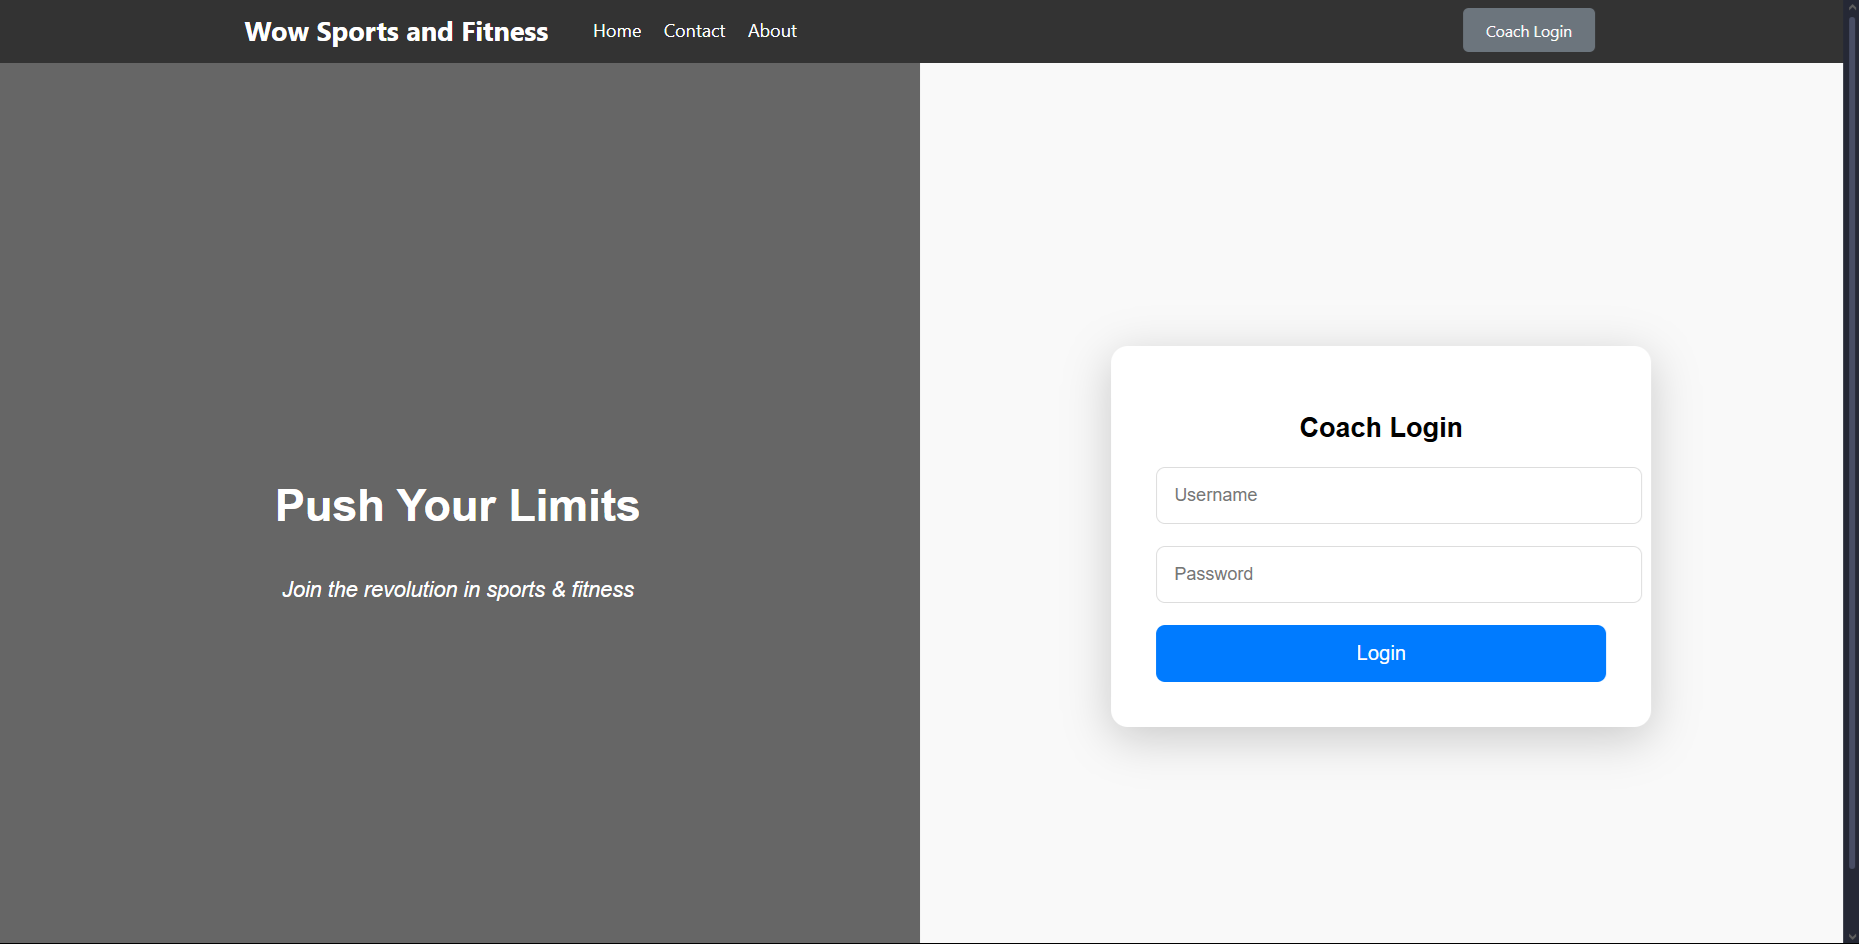 Wow Sports and Fitness Home Contact About Coach Login
Push Your Limits
Join the revolution in sports & fitness
Coach Login
Username
Password
Login